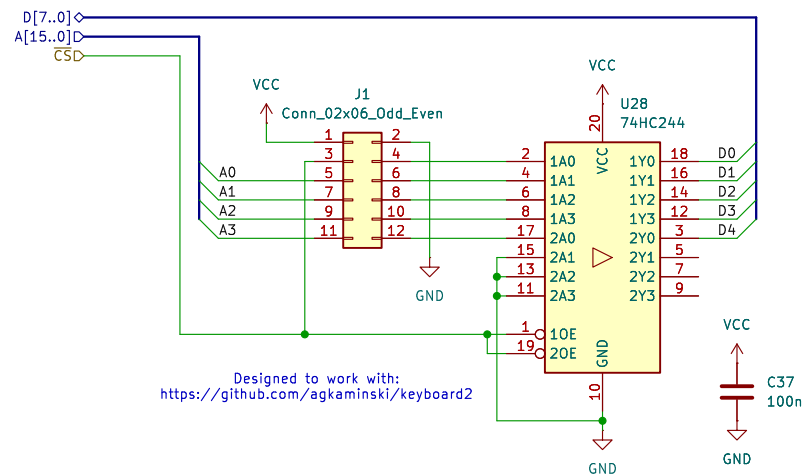 D[7..0]
A[15..0]
CS
VCC
J1
Conn_02x06_Odd_Even
1 2
3 4
5 6
7 8
9 10
11 12
A0
A1
A2
A3
GND
VCC
U28
74HC244
20
VCC
2 1A0 1Y0 18 D0
4 1A1 1Y1 16 D1
6 1A2 1Y2 14 D2
8 1A3 1Y3 12 D3
17 2A0 2Y0 3 D4
15 2A1 2Y1 5
13 2A2 2Y2 7
11 2A3 2Y3 9
1 1OE
19 2OE
GND
10
GND
VCC
C37
100n
GND
Designed to work with:
https://github.com/agkaminski/keyboard2